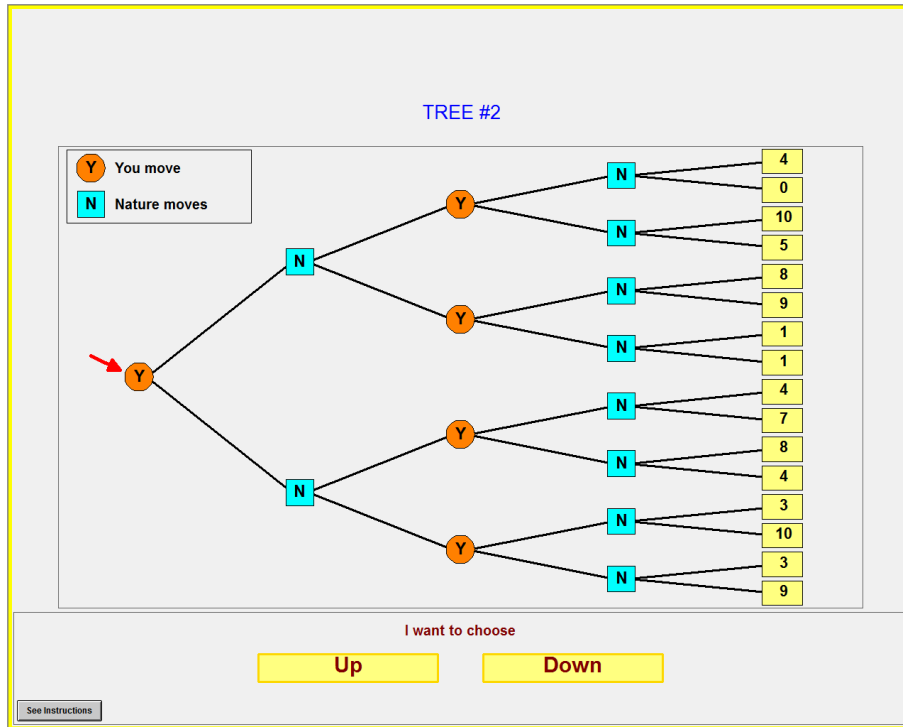 TREE #2
Y You move
N Nature moves
Y
N
N
Y
Y
Y
Y
N
N
N
N
N
N
N
N
4
0
10
5
8
9
1
1
4
7
8
4
3
10
3
9
I want to choose
Up Down
See Instructions